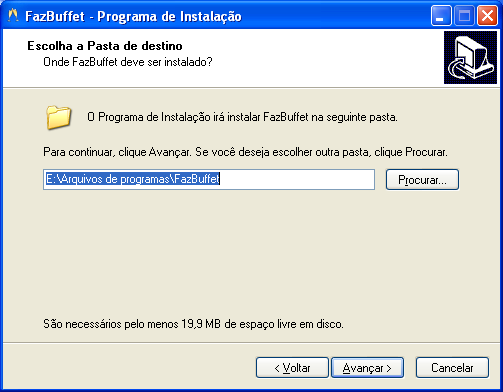 FazBuffet - Programa de Instalação
Escolha a Pasta de destino
Onde FazBuffet deve ser instalado?
O Programa de Instalação irá instalar FazBuffet na seguinte pasta.
Para continuar, clique Avançar. Se você deseja escolher outra pasta, clique Procurar.
E:\Arquivos de programas\FazBuffet
Procurar...
São necessários pelo menos 19,9 MB de espaço livre em disco.
< Voltar
Avançar >
Cancelar